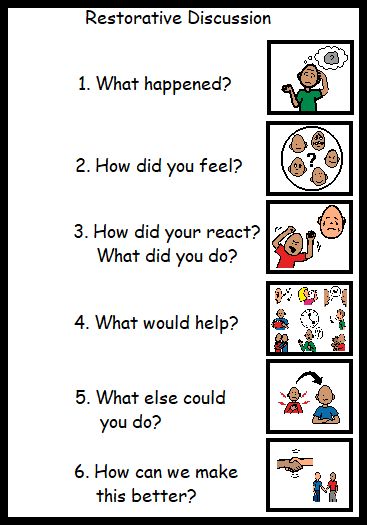 Restorative Discussion
1. What happened?
2. How did you feel?
3. How did your react?
What did you do?
4. What would help?
5. What else could
you do?
6. How can we make
this better?